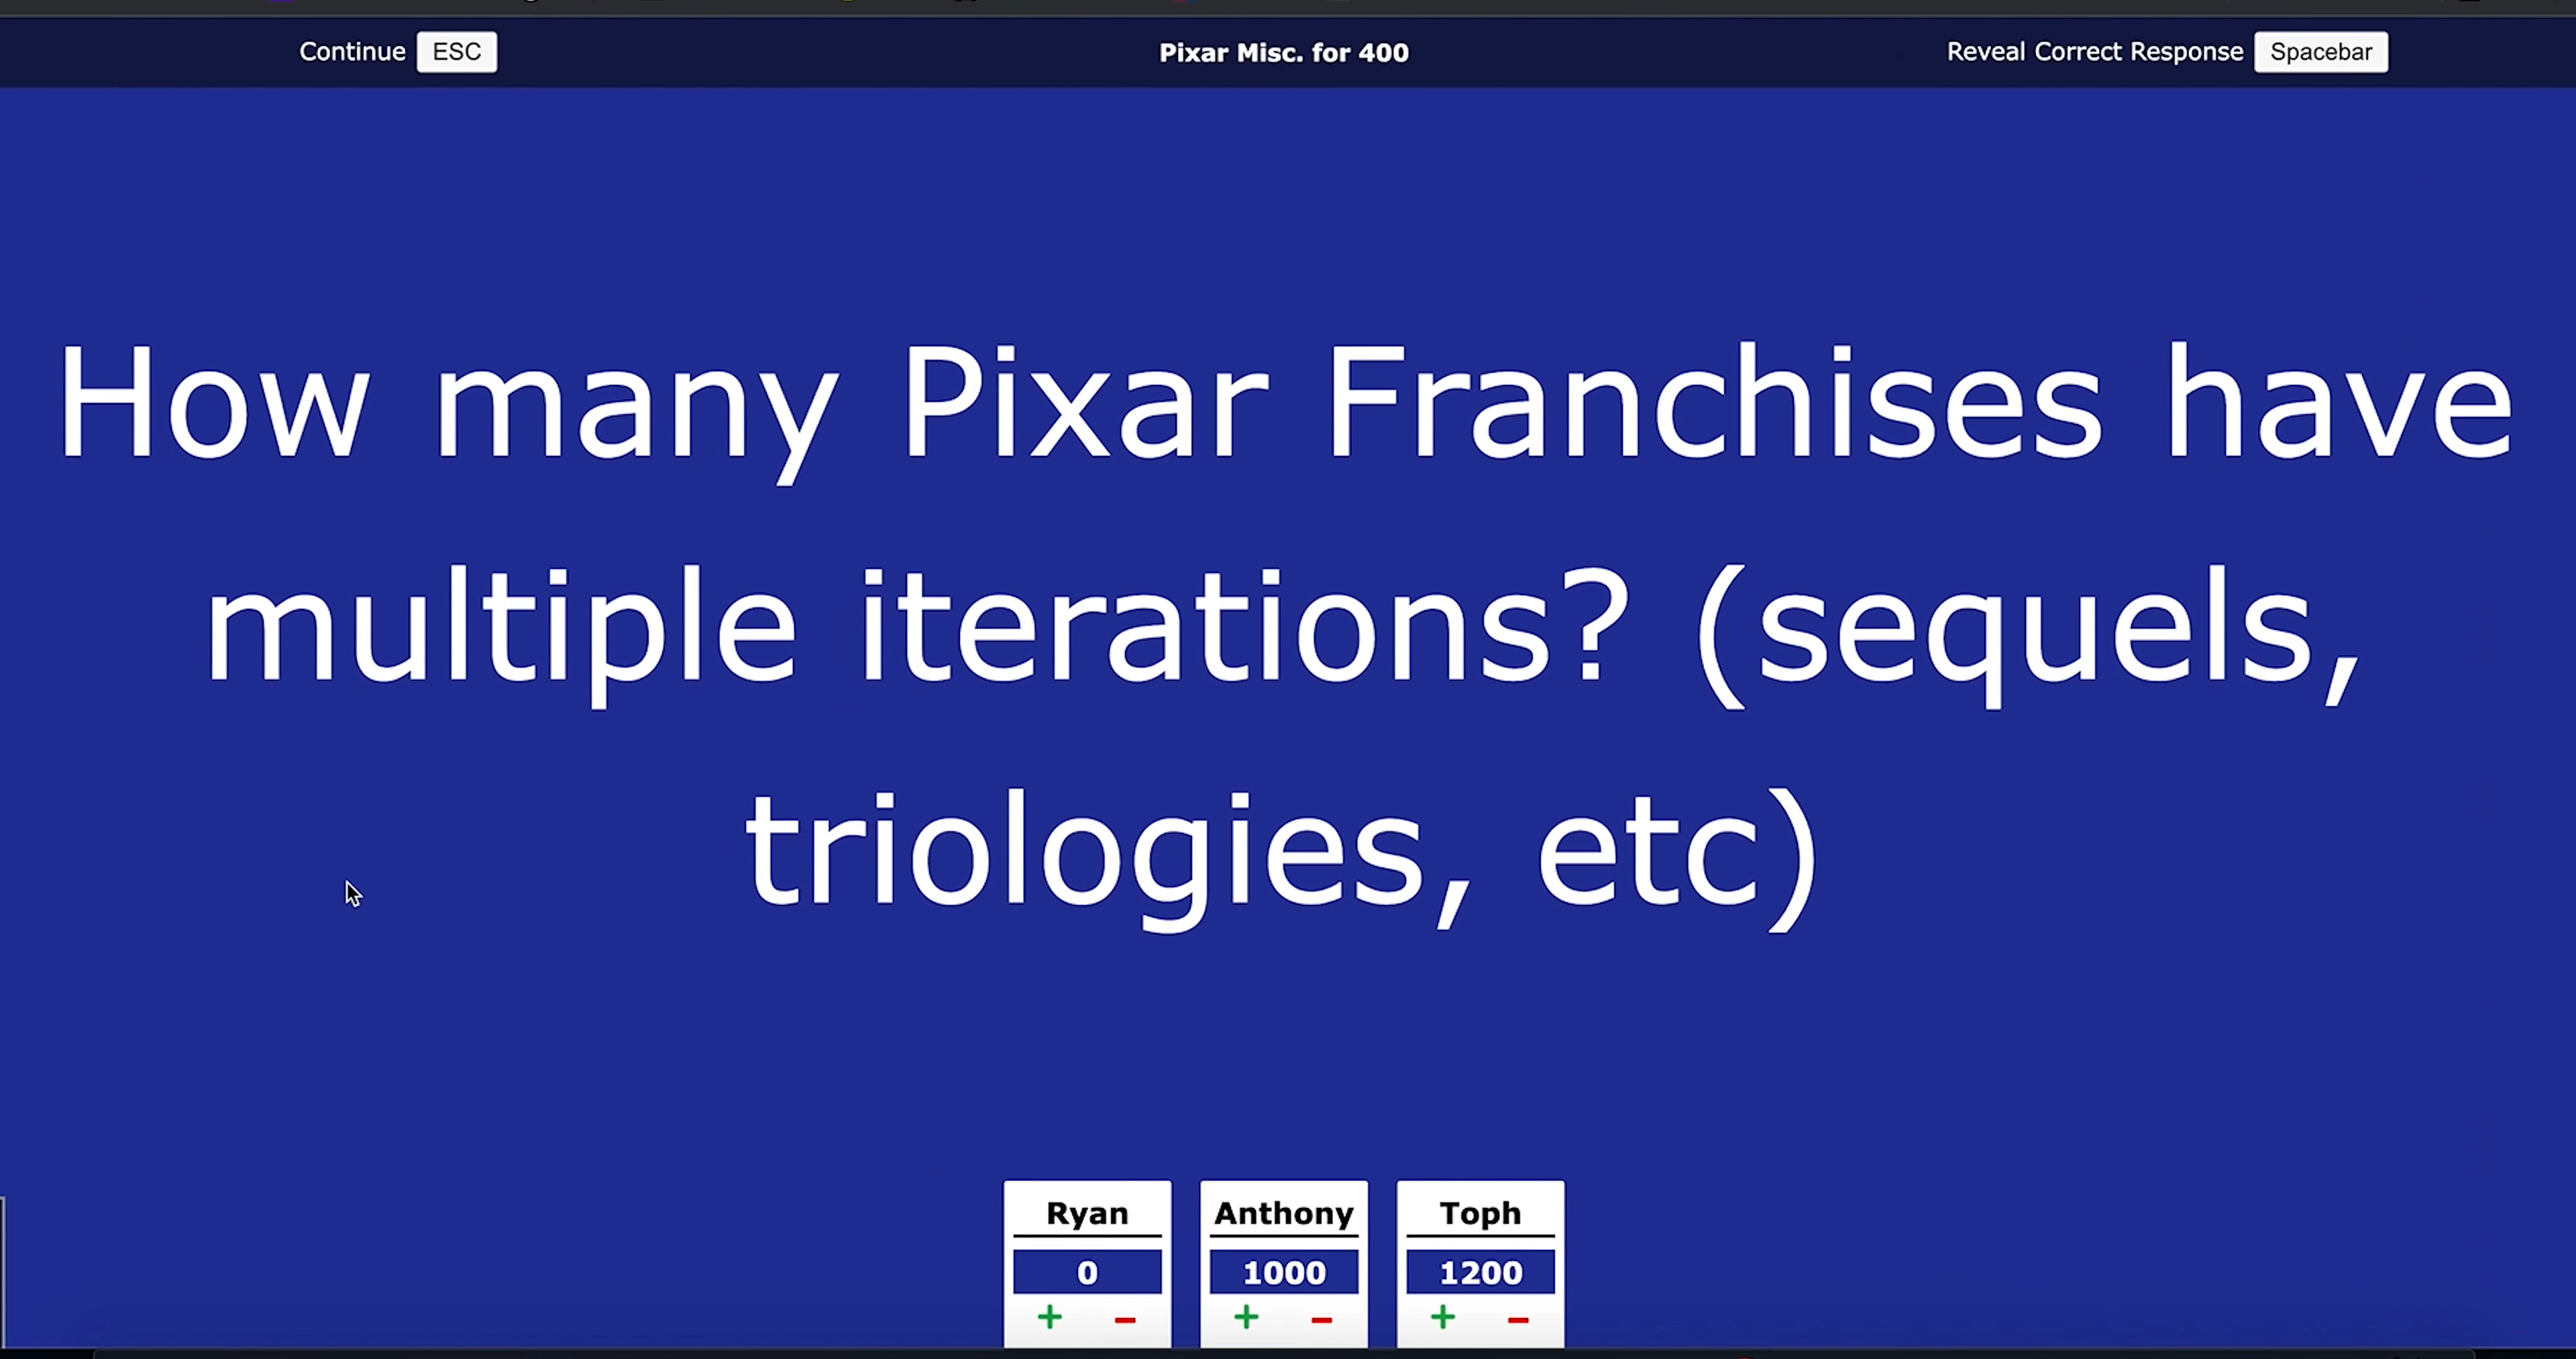 Continue ESC Pixar Misc. for 400 Reveal Correct Response Spacebar
How many Pixar Franchises have
multiple iterations? (sequels,
triologies, etc)
Ryan Anthony Toph
0 1000 1200
+ - + - + -